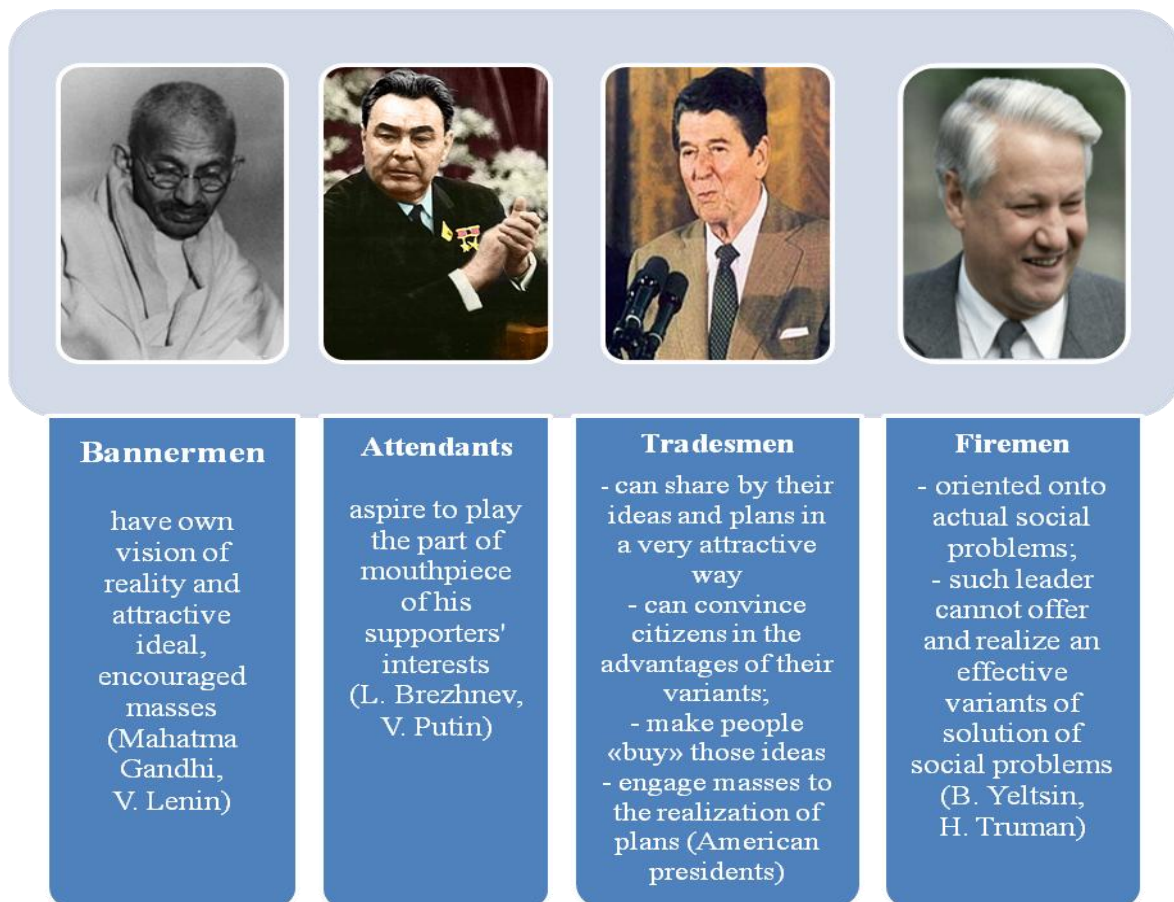 Bannermen
have own
vision of
reality and
attractive
ideal,
encouraged
masses
(Mahatma
Gandhi,
V. Lenin)
Attendants
aspire to play
the part of
mouthpiece
of his
supporters'
interests
(L. Brezhnev,
V. Putin)
Tradesmen
- can share by their
ideas and plans in
a very attractive
way
- can convince
citizens in the
advantages of their
variants;
- make people
«buy» those ideas
- engage masses to
the realization of
plans (American
presidents)
Firemen
- oriented onto
actual social
problems;
- such leader
cannot offer
and realize an
effective
variants of
solution of
social problems
(B. Yeltsin,
H. Truman)